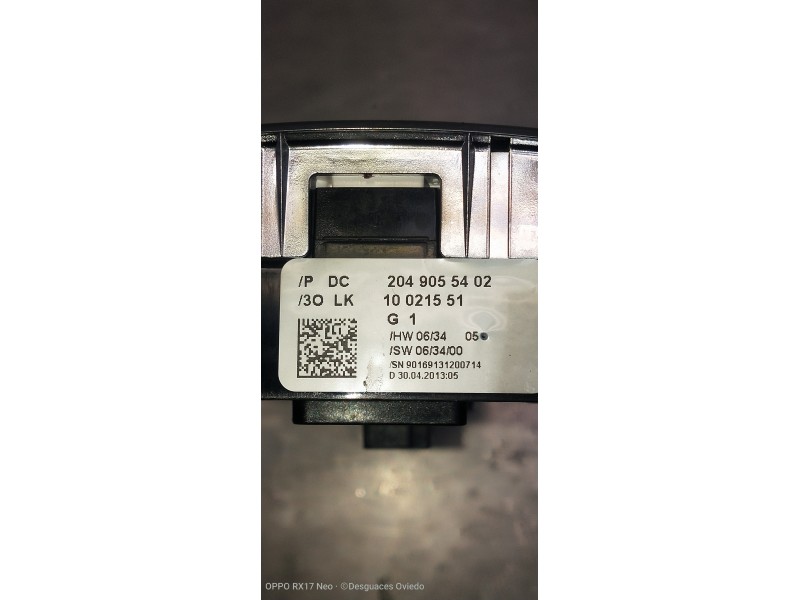 /P DC 204 905 54 02
/3O LK 10 0215 51
G 1
/HW 06/34 05
/SW 06/34/00
/SN 90169131200714
D 30.04.2013:05
OPPO RX17 Neo · ©Desguaces Oviedo